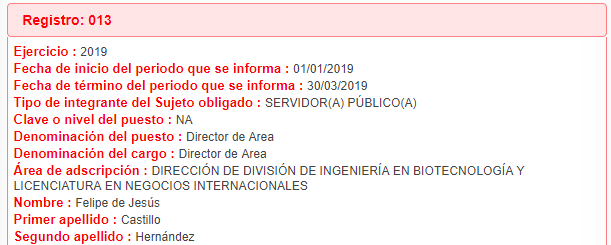 Registro: 013
Ejercicio : 2019
Fecha de inicio del periodo que se informa : 01/01/2019
Fecha de término del periodo que se informa : 30/03/2019
Tipo de integrante del Sujeto obligado : SERVIDOR(A) PÚBLICO(A)
Clave o nivel del puesto : NA
Denominación del puesto : Director de Area
Denominación del cargo : Director de Area
Área de adscripción : DIRECCIÓN DE DIVISIÓN DE INGENIERÍA EN BIOTECNOLOGÍA Y
LICENCIATURA EN NEGOCIOS INTERNACIONALES
Nombre : Felipe de Jesús
Primer apellido : Castillo
Segundo apellido : Hernández